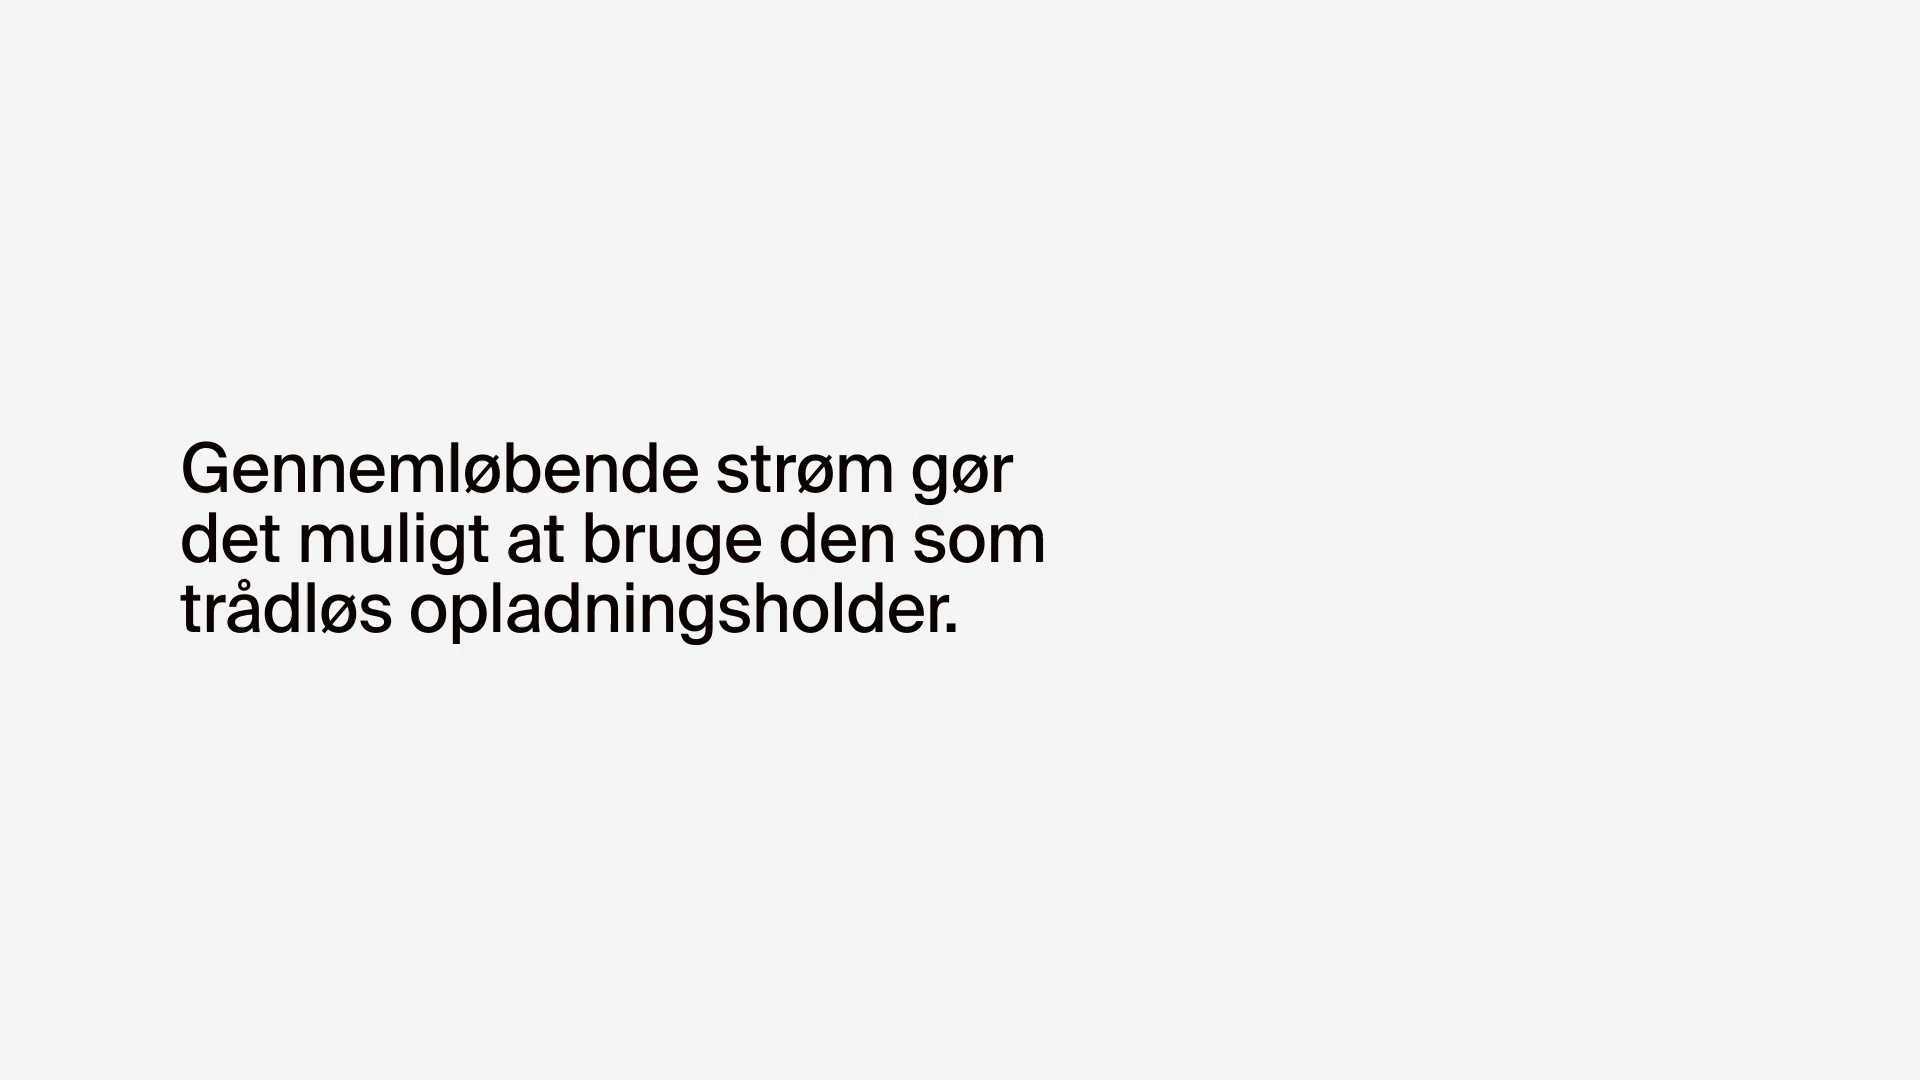 Gennemløbende strøm gør
det muligt at bruge den som
trådløs opladningsholder.